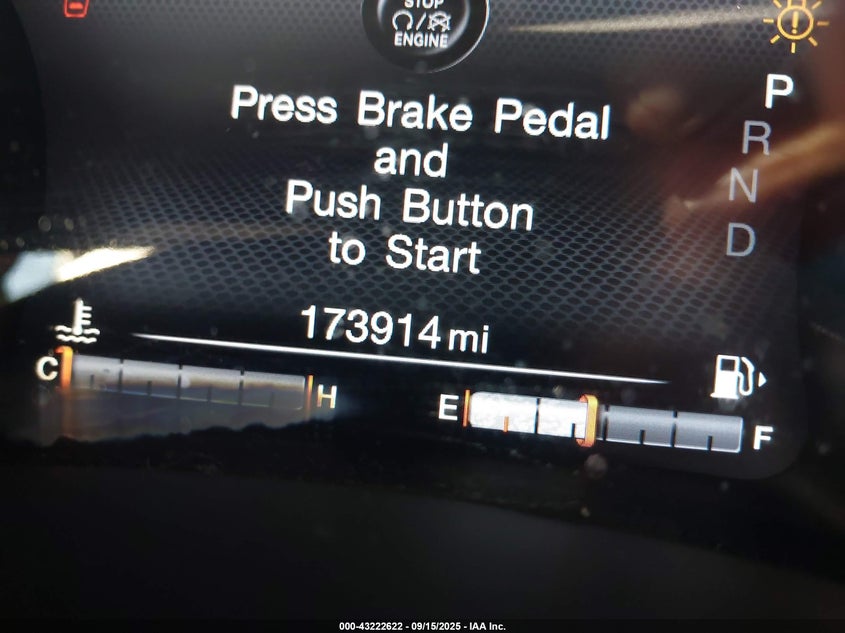 STOP
ENGINE
P
Press Brake Pedal
R
and
N
Push Button
D
to Start
173914 mi
C
H
E
F
000-43222622 - 09/15/2025 - IAA Inc.